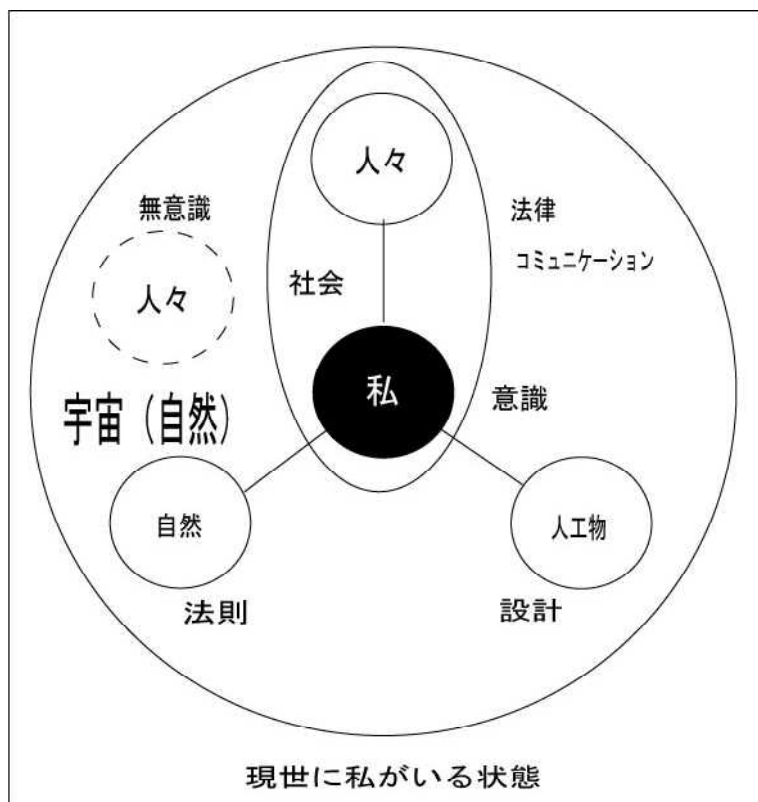 人々
無意識
法律
コミュニケーション
人々
社会
私
意識
宇宙（自然）
自然
人工物
法則
設計
現世に私がいる状態